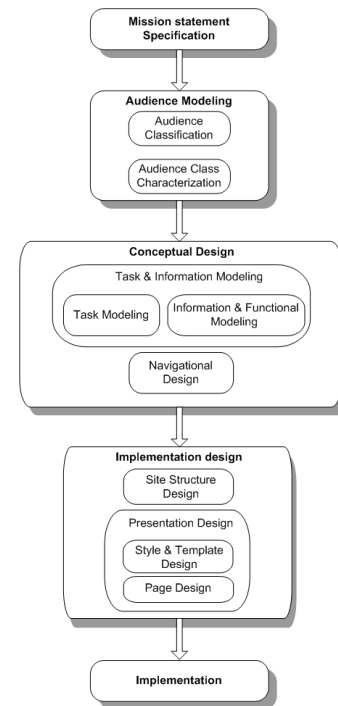 Mission statement
Specification
Audience Modeling
Audience
Classification
Audience Class
Characterization
Conceptual Design
Task & Information Modeling
Task Modeling
Information & Functional
Modeling
Navigational
Design
Implementation design
Site Structure
Design
Presentation Design
Style & Template
Design
Page Design
Implementation